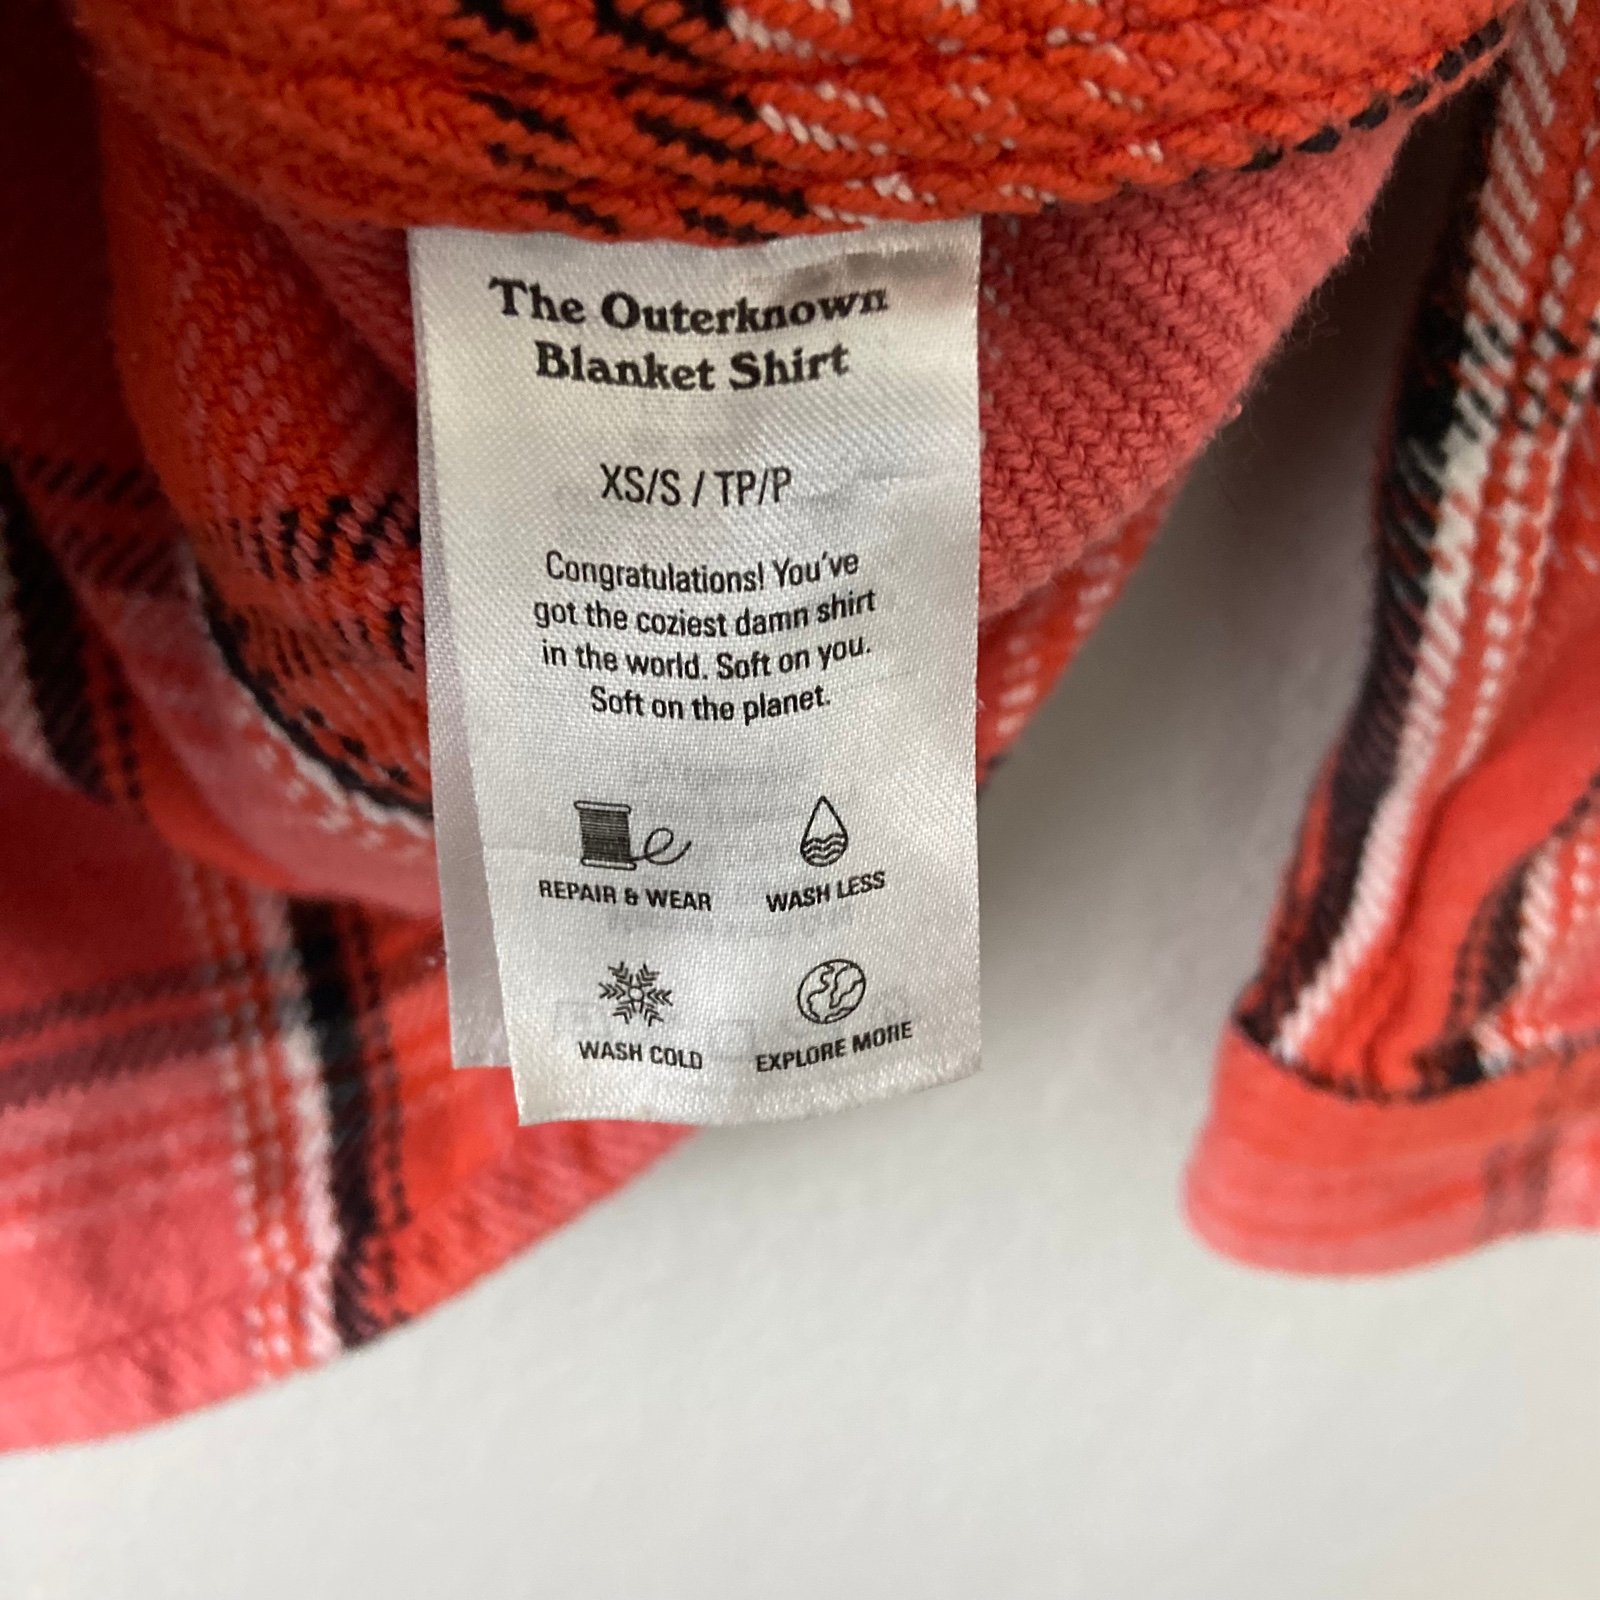 The Outerknown
Blanket Shirt
XS/S / TP/P
Congratulations! You've
got the coziest damn shirt
in the world. Soft on you.
Soft on the planet.
REPAIR & WEAR
WASH LESS
WASH COLD
EXPLORE MORE